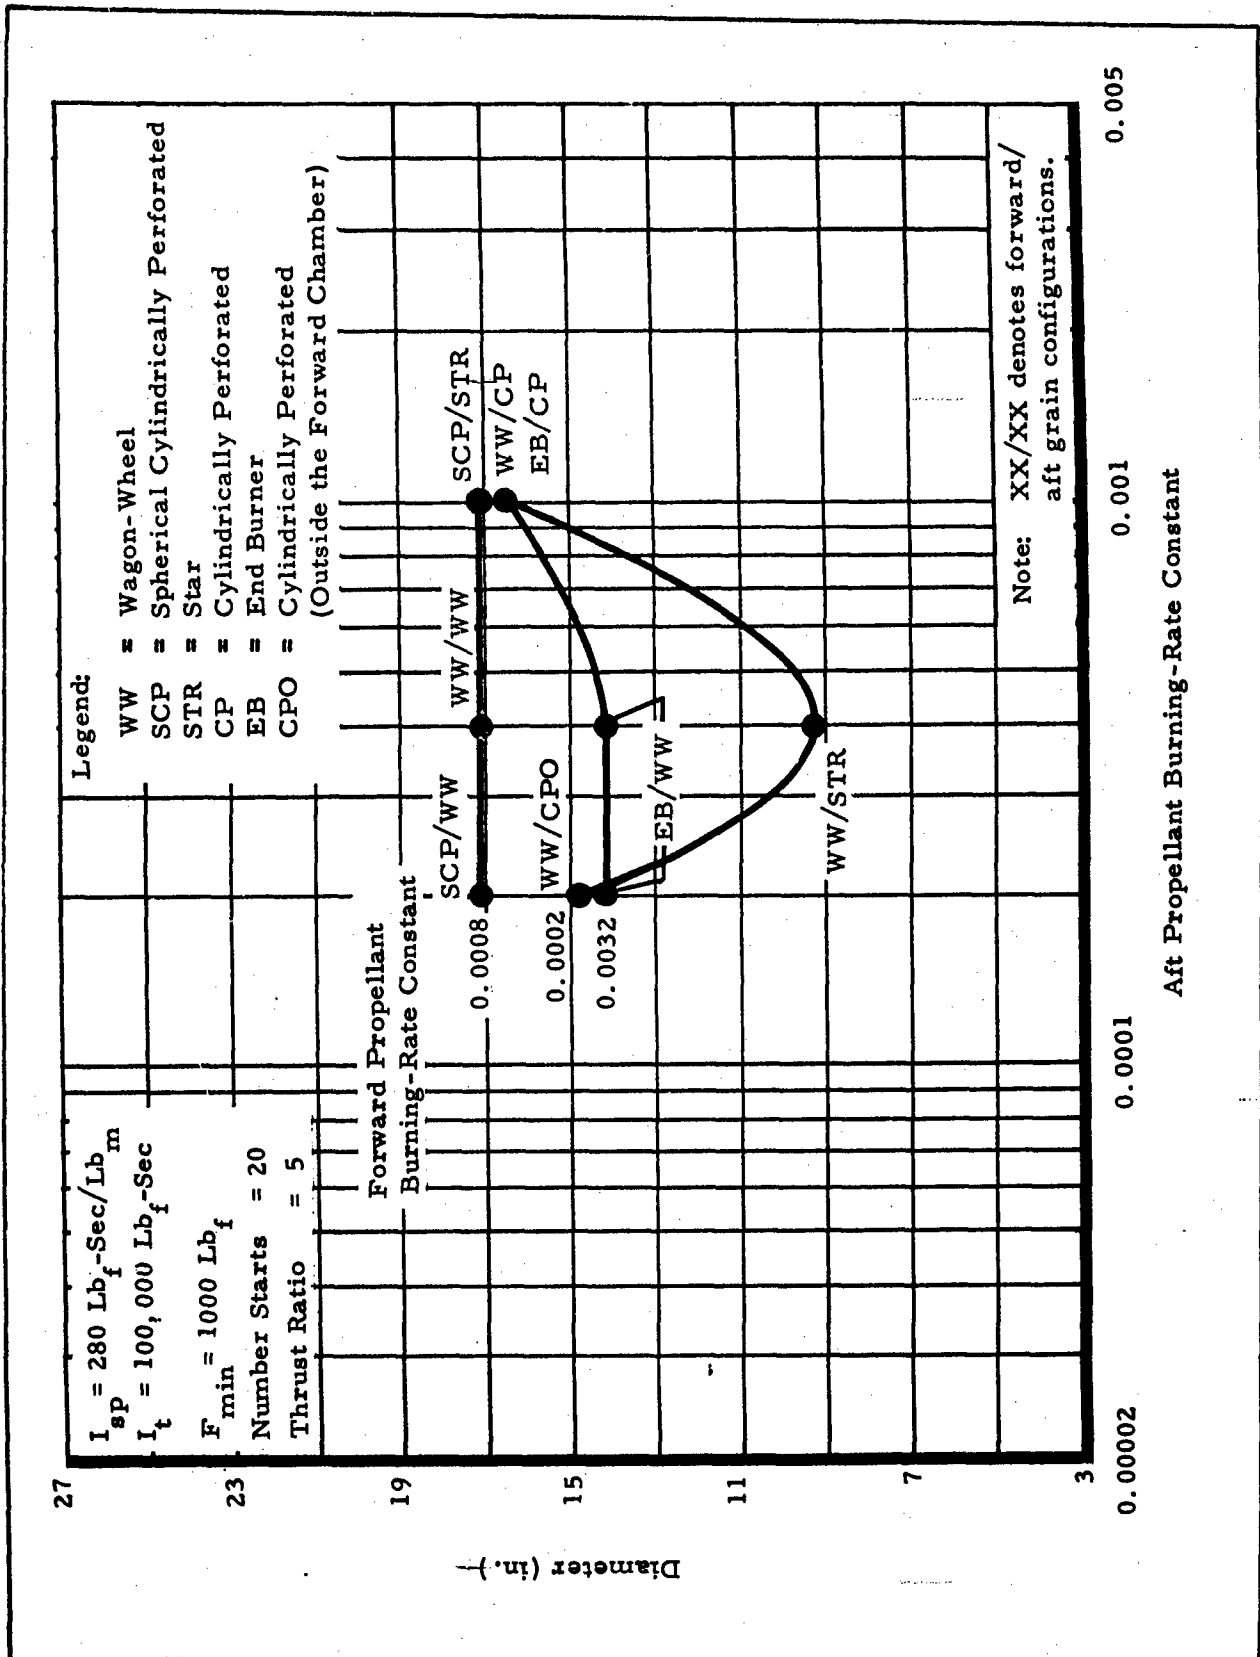 I_sp = 280 Lb_f-Sec/Lb_m
I_t = 100,000 Lb_f-Sec
F_min = 1000 Lb_f
Number Starts = 20
Thrust Ratio = 5
Legend:
WW = Wagon-Wheel
SCP = Spherical Cylindrically Perforated
STR = Star
CP = Cylindrically Perforated
EB = End Burner
CPO = Cylindrically Perforated
(Outside the Forward Chamber)
Forward Propellant
Burning-Rate Constant
0.0008
0.0002
0.0032
SCP/WW
WW/WW
SCP/STR
WW/CP
EB/CP
WW/CPO
EB/WW
WW/STR
Note: XX/XX denotes forward/
aft grain configurations.
27
23
19
15
11
7
3
Diameter (in.)
0.00002
0.0001
0.001
0.005
Aft Propellant Burning-Rate Constant